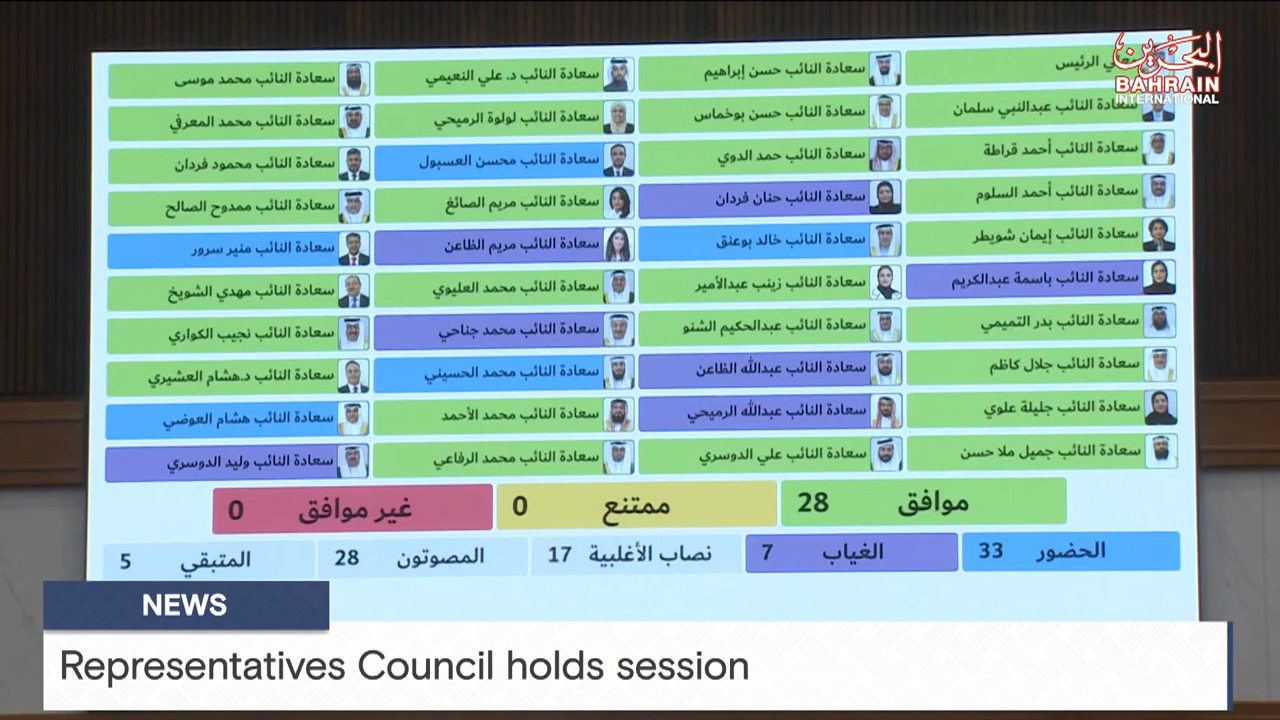 البحرين
BAHRAIN
INTERNATIONAL
الرئيس
سعادة النائب حسن إبراهيم
سعادة النائب د. علي النعيمي
سعادة النائب محمد موسى
سعادة النائب عبدالنبي سلمان
سعادة النائب حسن بوخماس
سعادة النائب لولوة الرميحي
سعادة النائب محمد المعرفي
سعادة النائب أحمد قراطة
سعادة النائب حمد الدوي
سعادة النائب محسن العسبول
سعادة النائب محمود فردان
سعادة النائب أحمد السلوم
سعادة النائب حنان فردان
سعادة النائب مريم الصائغ
سعادة النائب ممدوح الصالح
سعادة النائب إيمان شويطر
سعادة النائب خالد بوعنق
سعادة النائب مريم الظاعن
سعادة النائب منير سرور
سعادة النائب باسمة عبدالكريم
سعادة النائب زينب عبدالأمير
سعادة النائب محمد العليوي
سعادة النائب مهدي الشويخ
سعادة النائب بدر التميمي
سعادة النائب عبدالحكيم الشنو
سعادة النائب محمد جناحي
سعادة النائب نجيب الكواري
سعادة النائب جلال كاظم
سعادة النائب عبدالله الظاعن
سعادة النائب محمد الحسيني
سعادة النائب د.هشام العشيري
سعادة النائب جليلة علوي
سعادة النائب عبدالله الرميحي
سعادة النائب محمد الأحمد
سعادة النائب هشام العوضي
سعادة النائب جميل ملا حسن
سعادة النائب علي الدوسري
سعادة النائب محمد الرفاعي
سعادة النائب وليد الدوسري
موافق 28
ممتنع 0
غير موافق 0
الحضور 33
الغياب 7
نصاب الأغلبية 17
المصوتون 28
المتبقي 5
NEWS
Representatives Council holds session